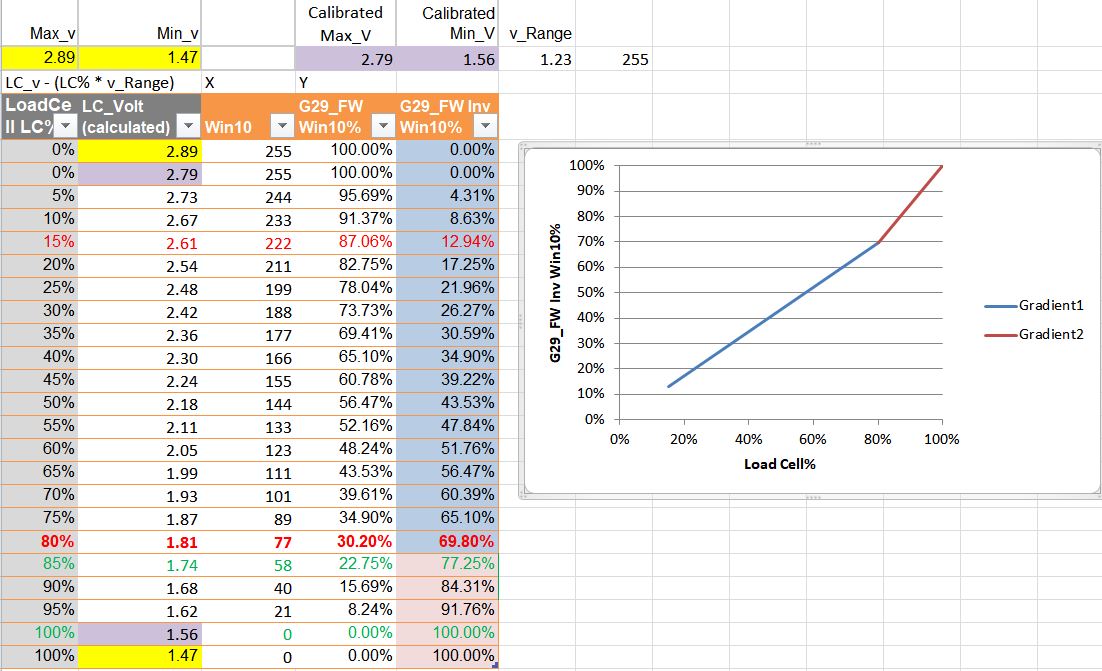 Max_v Min_v Calibrated Max_V Calibrated Min_V v_Range
2.89 1.47 2.79 1.56 1.23 255
LC_v - (LC% * v_Range) X Y
LoadCe ll LC% LC_Volt (calculated) Win10 G29_FW Win10% G29_FW Inv Win10%
0% 2.89 255 100.00% 0.00%
0% 2.79 255 100.00% 0.00%
5% 2.73 244 95.69% 4.31%
10% 2.67 233 91.37% 8.63%
15% 2.61 222 87.06% 12.94%
20% 2.54 211 82.75% 17.25%
25% 2.48 199 78.04% 21.96%
30% 2.42 188 73.73% 26.27%
35% 2.36 177 69.41% 30.59%
40% 2.30 166 65.10% 34.90%
45% 2.24 155 60.78% 39.22%
50% 2.18 144 56.47% 43.53%
55% 2.11 133 52.16% 47.84%
60% 2.05 123 48.24% 51.76%
65% 1.99 111 43.53% 56.47%
70% 1.93 101 39.61% 60.39%
75% 1.87 89 34.90% 65.10%
80% 1.81 77 30.20% 69.80%
85% 1.74 58 22.75% 77.25%
90% 1.68 40 15.69% 84.31%
95% 1.62 21 8.24% 91.76%
100% 1.56 0 0.00% 100.00%
100% 1.47 0 0.00% 100.00%
G29_FW Inv Win10%
100%
90%
80%
70%
60%
50%
40%
30%
20%
10%
0%
0% 20% 40% 60% 80% 100%
Load Cell%
Gradient1
Gradient2